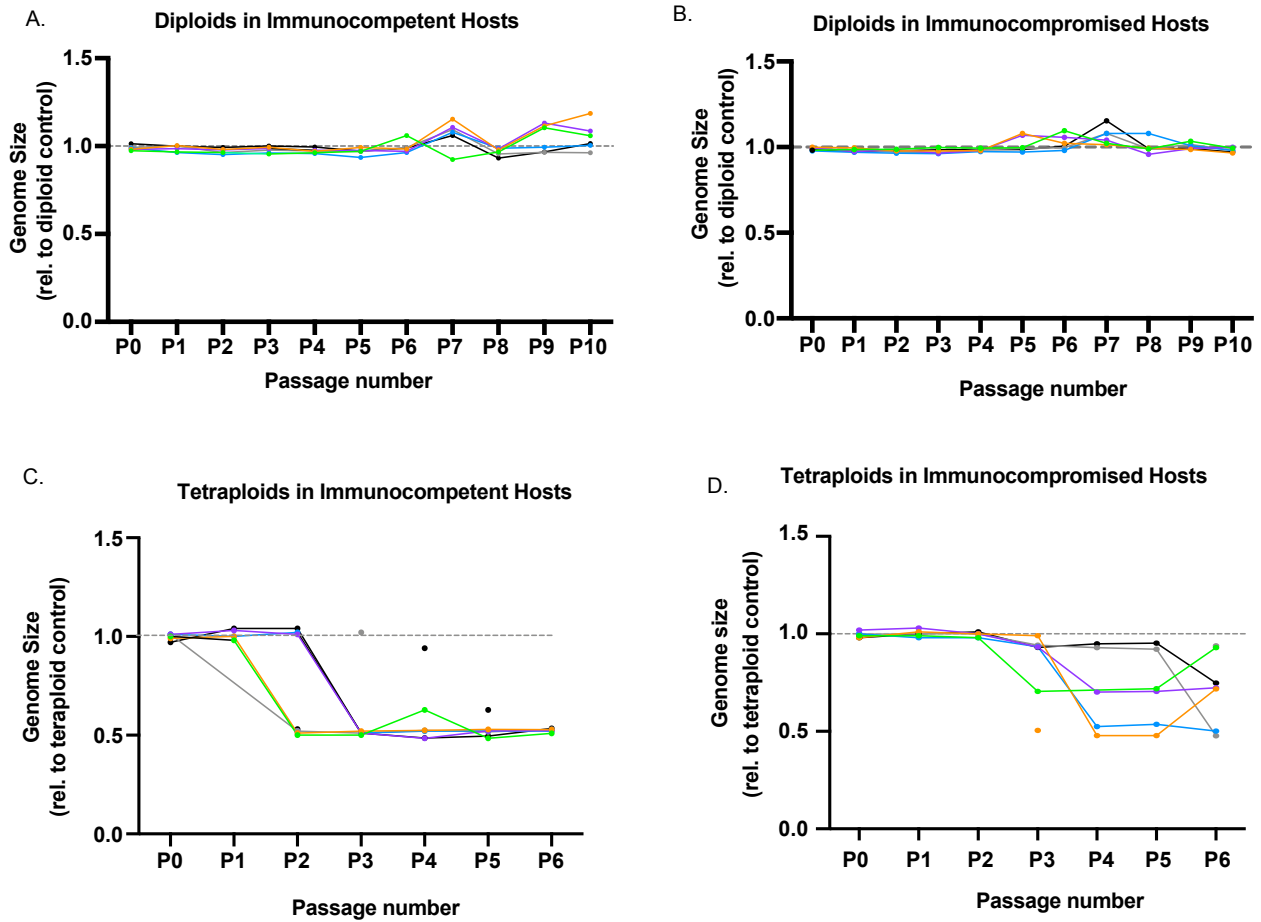 A.
Diploids in Immunocompetent Hosts
Genome Size
(rel. to diploid control)
1.5
1.0
0.5
0.0
P0 P1 P2 P3 P4 P5 P6 P7 P8 P9 P10
Passage number
B.
Diploids in Immunocompromised Hosts
Genome Size
(rel. to diploid control)
1.5
1.0
0.5
0.0
P0 P1 P2 P3 P4 P5 P6 P7 P8 P9 P10
Passage number
C.
Tetraploids in Immunocompetent Hosts
Genome Size
(rel. to teraploid control)
1.5
1.0
0.5
0.0
P0 P1 P2 P3 P4 P5 P6
Passage number
D.
Tetraploids in Immunocompromised Hosts
Genome size
(rel. to tetraploid control)
1.5
1.0
0.5
0.0
P0 P1 P2 P3 P4 P5 P6
Passage number